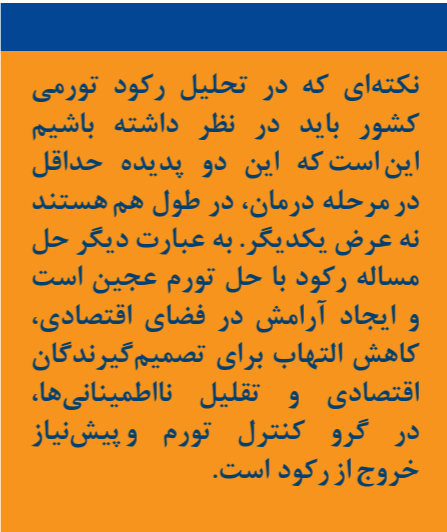 نکته‌ای که در تحلیل رکود تورمی
کشور باید در نظر داشته باشیم
این است که این دو پدیده حداقل
در مرحله درمان، در طول هم هستند
نه عرض یکدیگر. به عبارت دیگر حل
مساله رکود با حل تورم عجین است
و ایجاد آرامش در فضای اقتصادی،
کاهش التهاب برای تصمیم‌گیرندگان
اقتصادی و تقلیل نااطمینانی‌ها،
در گرو کنترل تورم و پیش‌نیاز
خروج از رکود است.